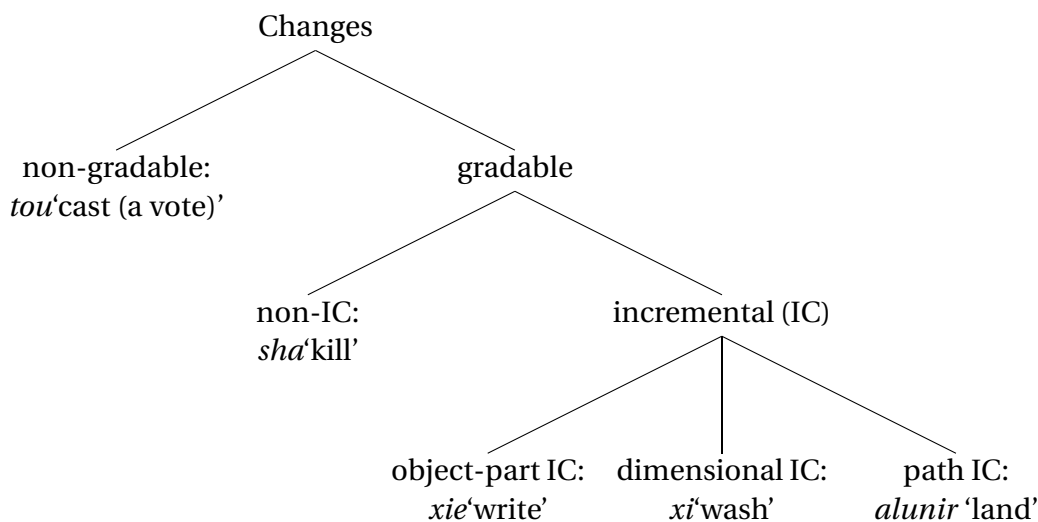 Changes
non-gradable:
tou‘cast (a vote)’
gradable
non-IC:
sha‘kill’
incremental (IC)
object-part IC:
xie‘write’
dimensional IC:
xi‘wash’
path IC:
alunir ‘land’